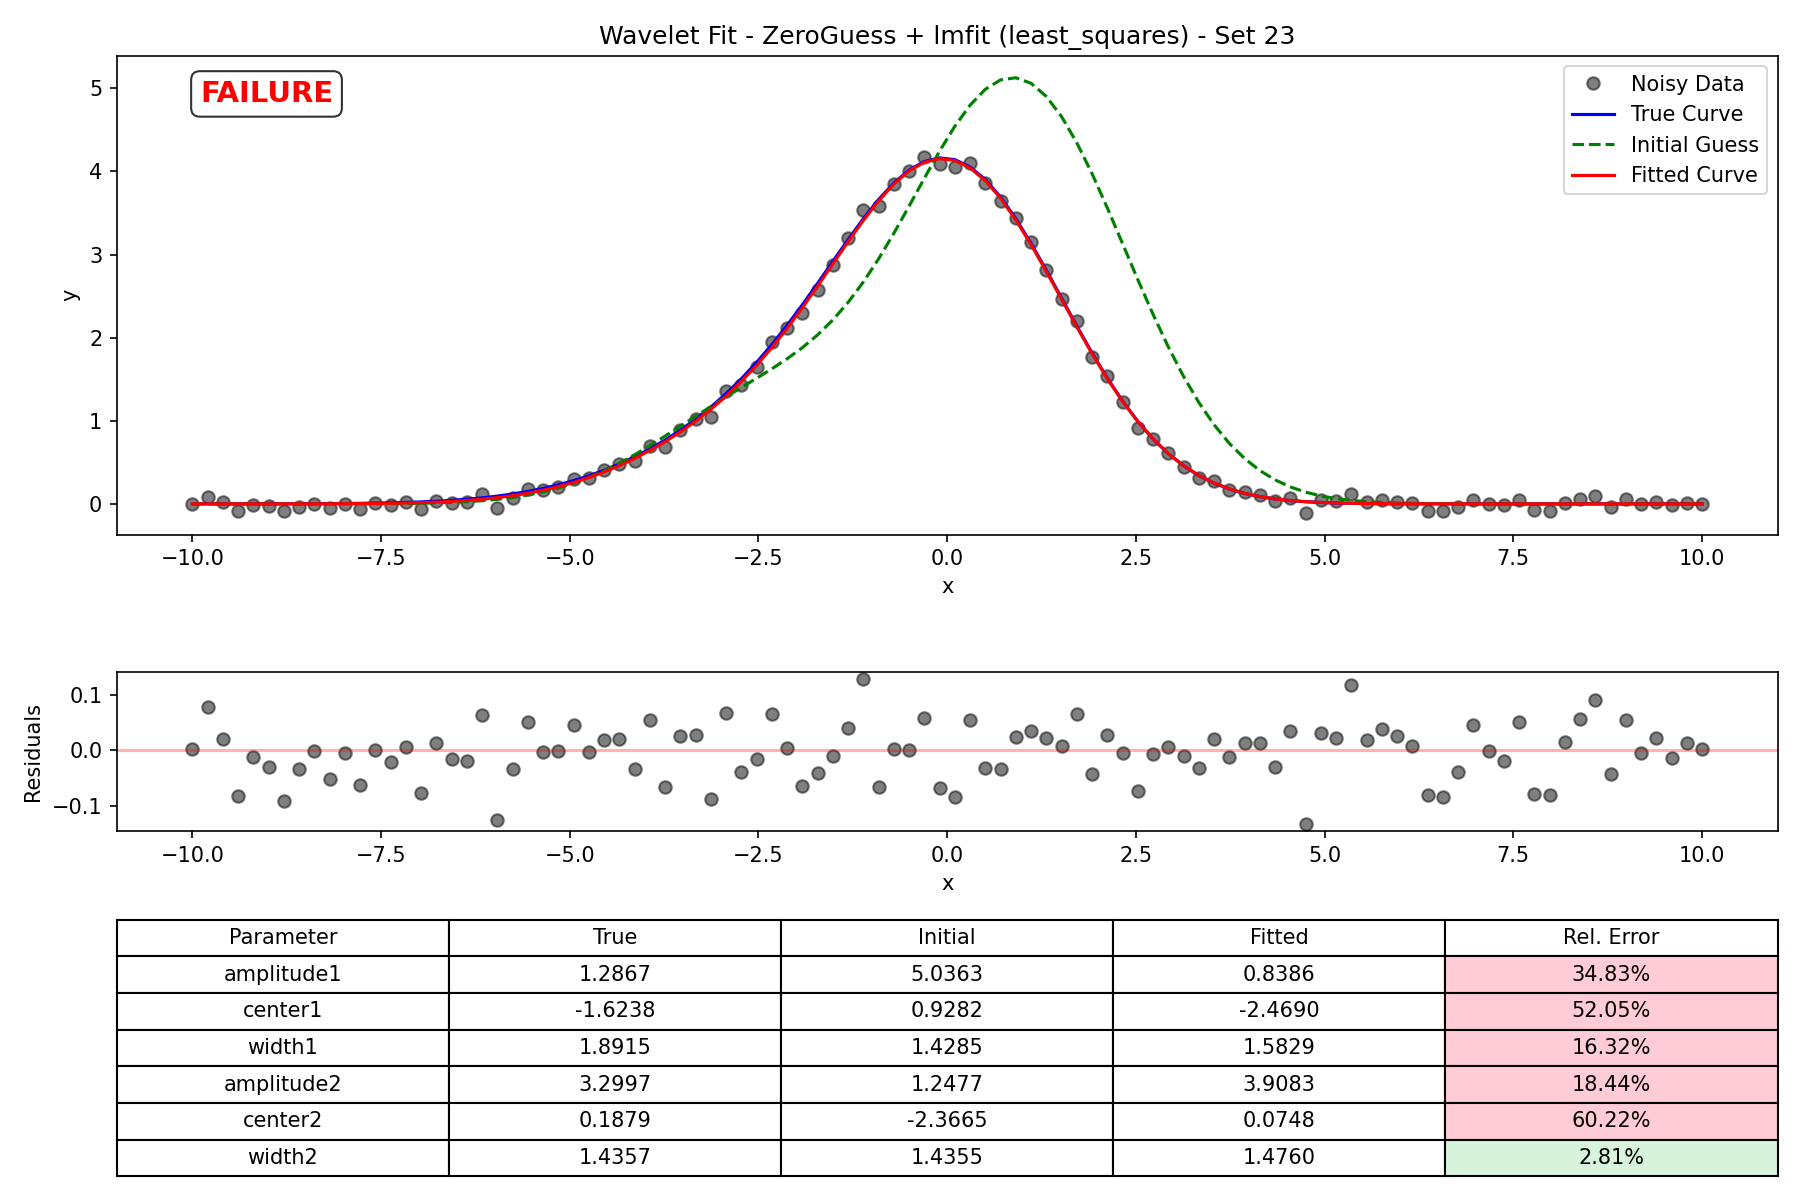 Wavelet Fit - ZeroGuess + lmfit (least_squares) - Set 23
FAILURE
Noisy Data
True Curve
Initial Guess
Fitted Curve
5
4
3
2
1
0
y
−10.0 −7.5 −5.0 −2.5 0.0 2.5 5.0 7.5 10.0
x
0.1
0.0
−0.1
Residuals
−10.0 −7.5 −5.0 −2.5 0.0 2.5 5.0 7.5 10.0
x
Parameter True Initial Fitted Rel. Error
amplitude1 1.2867 5.0363 0.8386 34.83%
center1 -1.6238 0.9282 -2.4690 52.05%
width1 1.8915 1.4285 1.5829 16.32%
amplitude2 3.2997 1.2477 3.9083 18.44%
center2 0.1879 -2.3665 0.0748 60.22%
width2 1.4357 1.4355 1.4760 2.81%